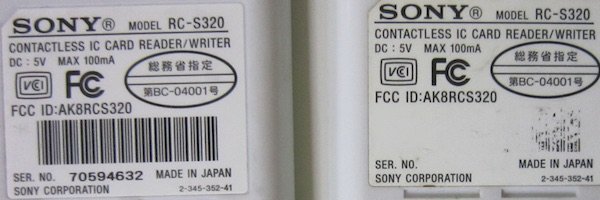 SONY® MODEL RC-S320
CONTACTLESS IC CARD READER/WRITER
DC : 5V MAX 100mA
VCI FC 総務省指定
第BC-04001号
FCC ID:AK8RCS320
SER. NO. 70594632 MADE IN JAPAN
SONY CORPORATION 2-345-352-41
SONY® MODEL RC-S320
CONTACTLESS IC CARD READER/WRITER
DC : 5V MAX 100mA
VCI FC 総務省指定
第BC-04001号
FCC ID:AK8RCS320
SER. NO. MADE IN JAPAN
SONY CORPORATION 2-345-352-41